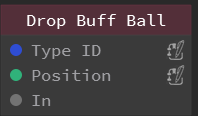 Drop Buff Ball
Type ID
Position
In